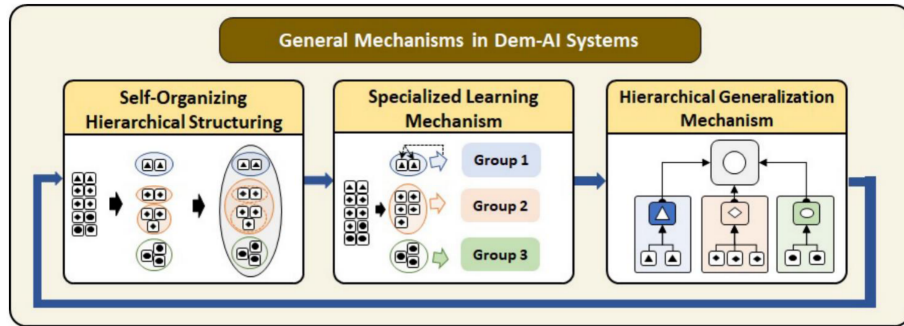 General Mechanisms in Dem-AI Systems
Self-Organizing
Hierarchical Structuring
Specialized Learning
Mechanism
Group 1
Group 2
Group 3
Hierarchical Generalization
Mechanism